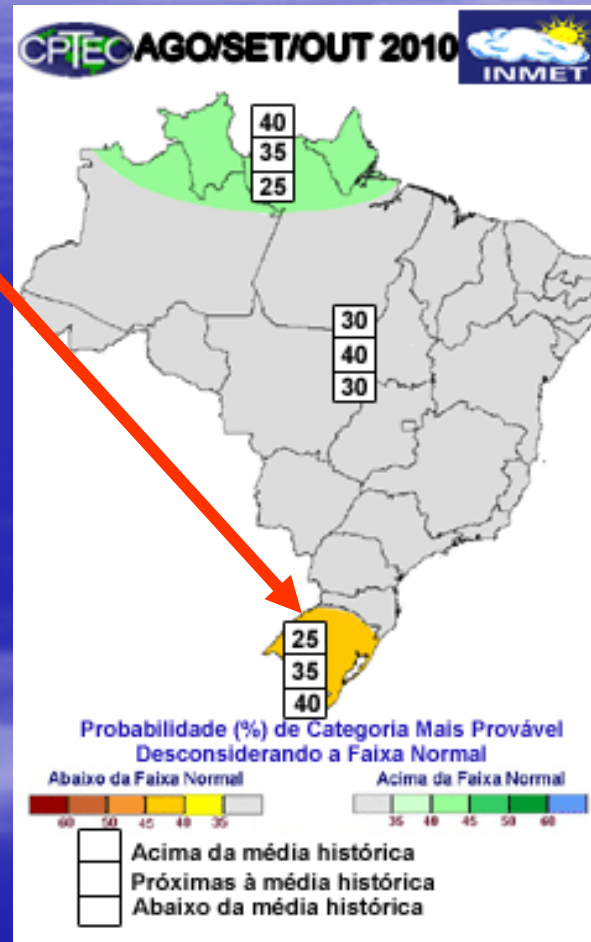 CPTEC AGO/SET/OUT 2010 INMET
40
35
25
30
40
30
25
35
40
Probabilidade (%) de Categoria Mais Provável
Desconsiderando a Faixa Normal
Abaixo da Faixa Normal Acima da Faixa Normal
60 50 45 40 35 35 40 45 50 60
Acima da média histórica
Próximas à média histórica
Abaixo da média histórica